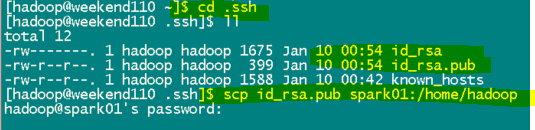 [hadoop@weekend110 ~]$ cd .ssh
[hadoop@weekend110 .ssh]$ ll
total 12
-rw-------. 1 hadoop hadoop 1675 Jan 10 00:54 id_rsa
-rw-r--r--. 1 hadoop hadoop 399 Jan 10 00:54 id_rsa.pub
-rw-r--r--. 1 hadoop hadoop 1588 Jan 10 00:42 known_hosts
[hadoop@weekend110 .ssh]$ scp id_rsa.pub spark01:/home/hadoop
hadoop@spark01's password: